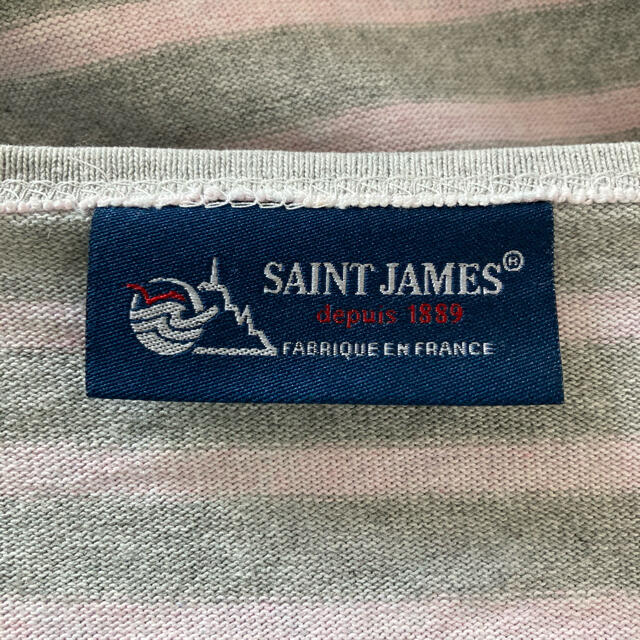 SAINT JAMES®
depuis 1889
FABRIQUE EN FRANCE